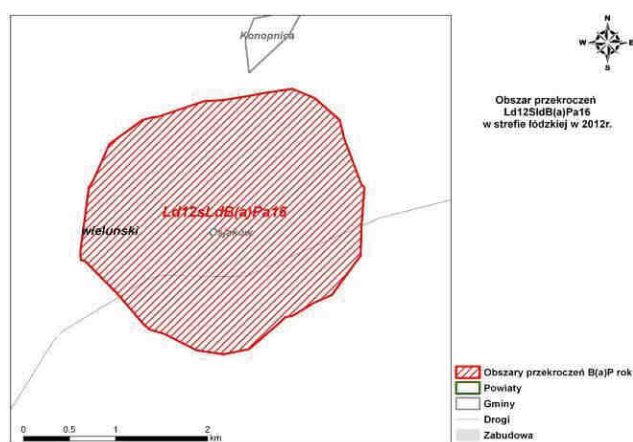 Konopnica
N
W E
S
Obszar przekroczeń
Ld12SldB(a)Pa16
w strefie łódzkiej w 2012r.
Ld12sLdB(a)Pa16
wieluński
Osjaków
Obszary przekroczeń B(a)P rok
Powiaty
Gminy
Drogi
Zabudowa
0 0.5 1 2
km